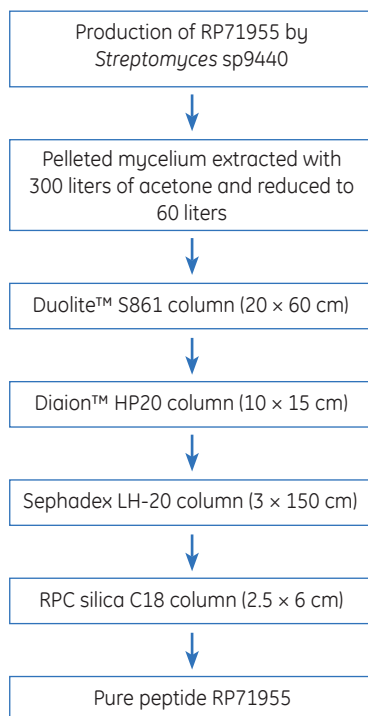 Production of RP71955 by
Streptomyces sp9440
Pelleted mycelium extracted with
300 liters of acetone and reduced to
60 liters
Duolite™ S861 column (20 × 60 cm)
Diaion™ HP20 column (10 × 15 cm)
Sephadex LH-20 column (3 × 150 cm)
RPC silica C18 column (2.5 × 6 cm)
Pure peptide RP71955